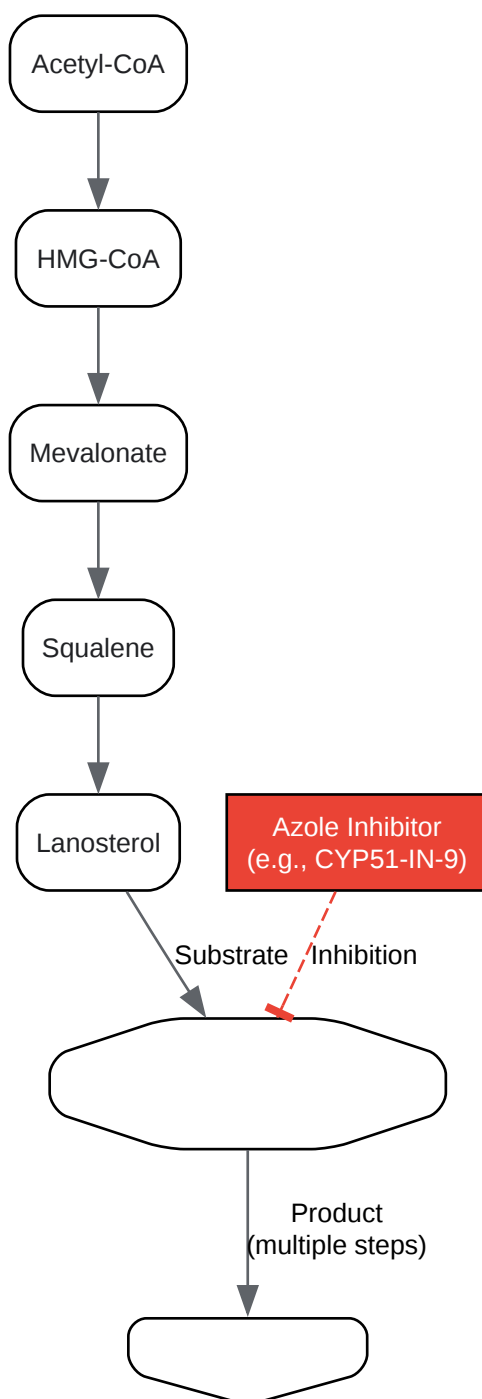 Acetyl-CoA
HMG-CoA
Mevalonate
Squalene
Lanosterol
Azole Inhibitor
(e.g., CYP51-IN-9)
Substrate
Inhibition
Product
(multiple steps)